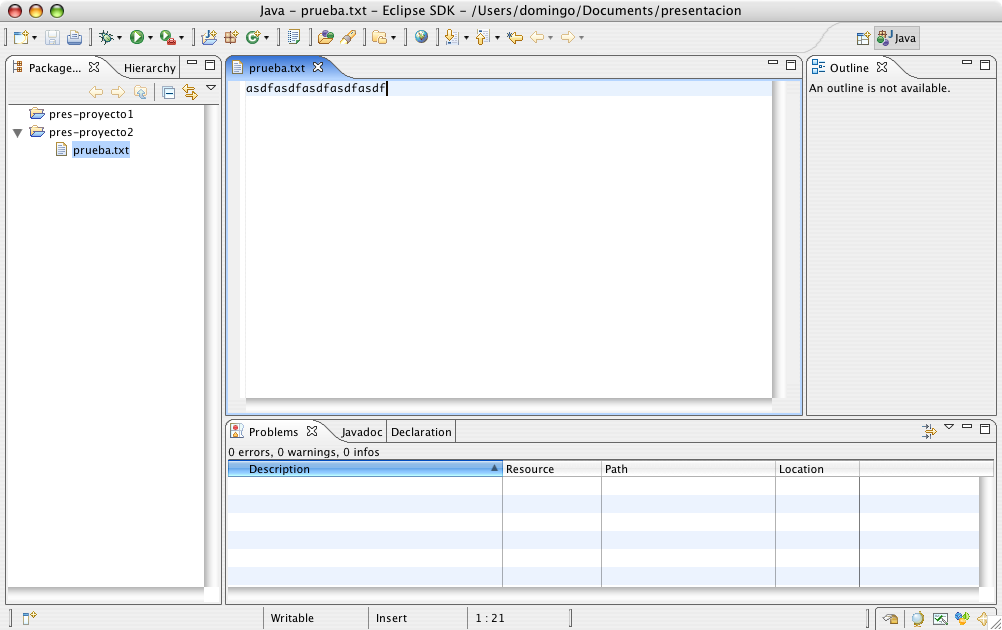 Java – prueba.txt – Eclipse SDK – /Users/domingo/Documents/presentacion
Java
Package... Hierarchy
pres-proyecto1
pres-proyecto2
prueba.txt
prueba.txt
asdfasdfasdfasdfasdf
Outline
An outline is not available.
Problems Javadoc Declaration
0 errors, 0 warnings, 0 infos
Description Resource Path Location
Writable Insert 1 : 21